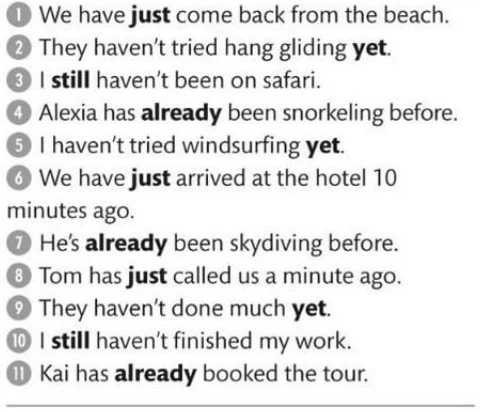 1 We have just come back from the beach.
2 They haven't tried hang gliding yet.
3 I still haven't been on safari.
4 Alexia has already been snorkeling before.
5 I haven't tried windsurfing yet.
6 We have just arrived at the hotel 10
minutes ago.
7 He's already been skydiving before.
8 Tom has just called us a minute ago.
9 They haven't done much yet.
10 I still haven't finished my work.
11 Kai has already booked the tour.